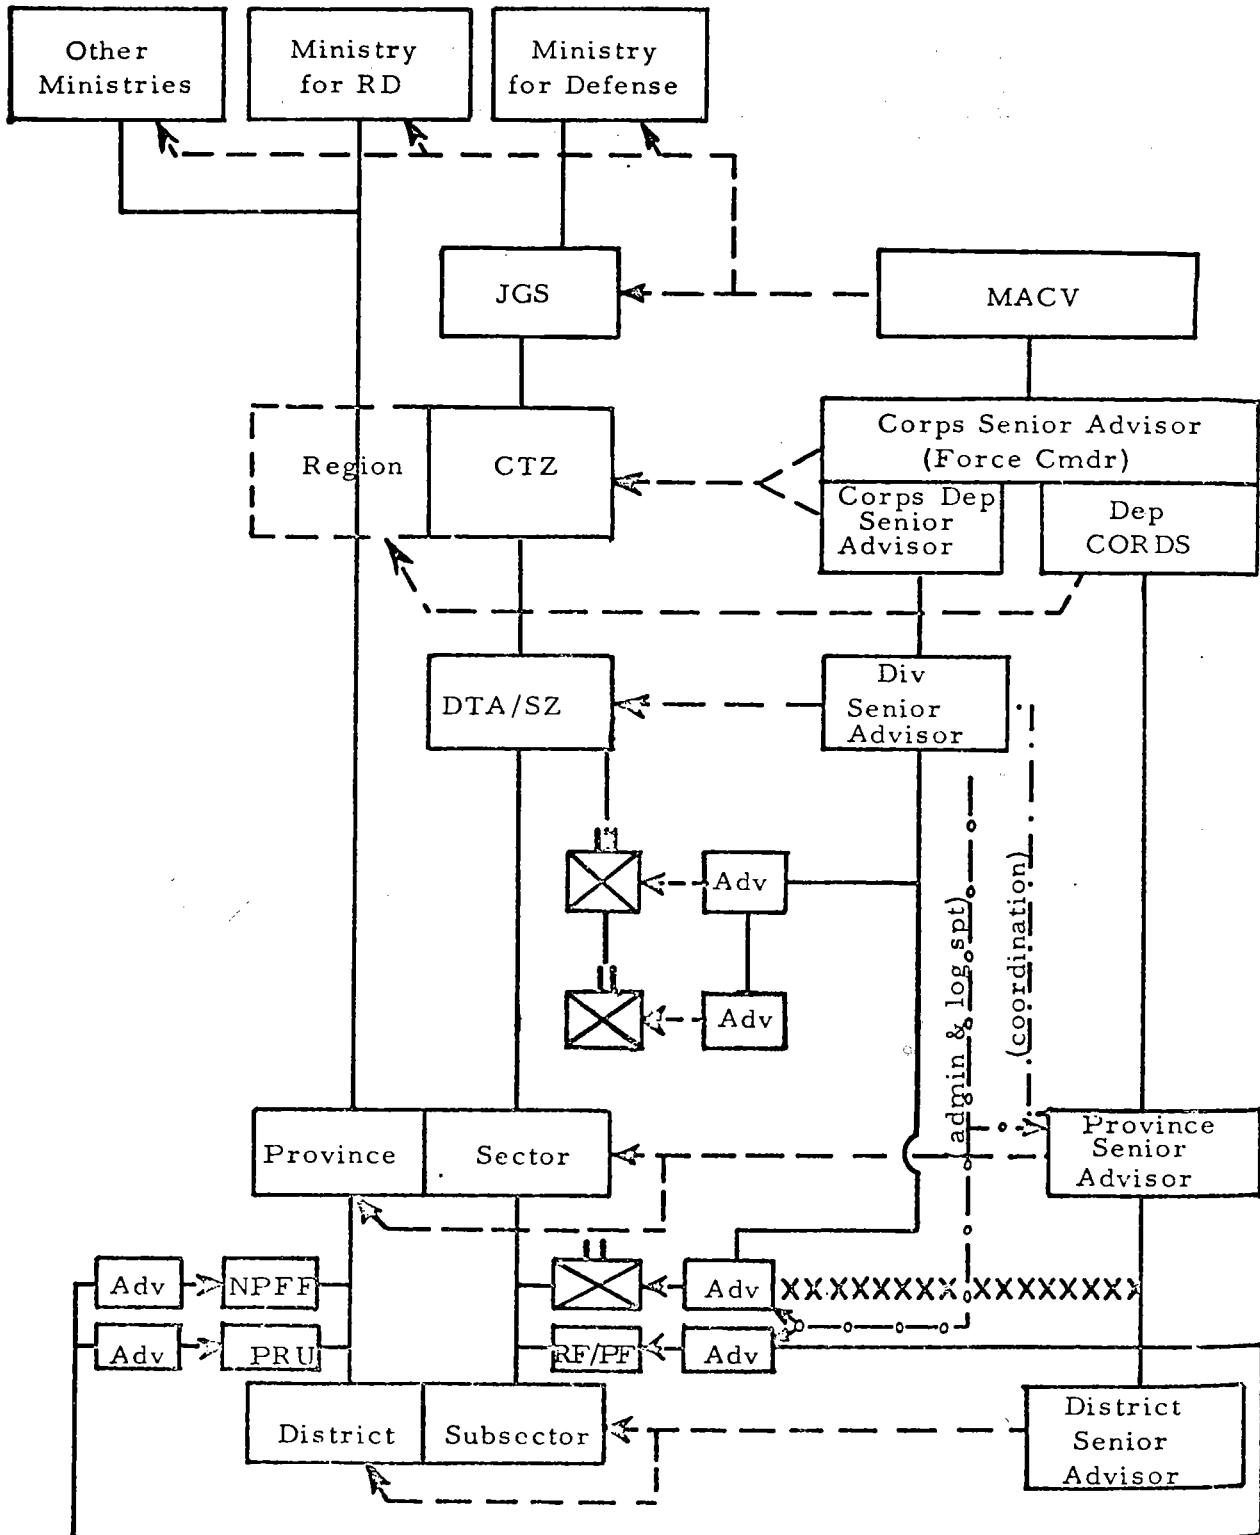 Other
Ministries
Ministry
for RD
Ministry
for Defense
JGS
MACV
Region
CTZ
Corps Senior Advisor
(Force Cmdr)
Corps Dep
Senior
Advisor
Dep
CORDS
DTA/SZ
Div
Senior
Advisor
Adv
Adv
(admin & log spt)
(coordination)
Province
Sector
Province
Senior
Advisor
Adv
NPFF
Adv
XXXXXXXXXXXXXXXXX
Adv
PRU
RF/PF
Adv
District
Subsector
District
Senior
Advisor